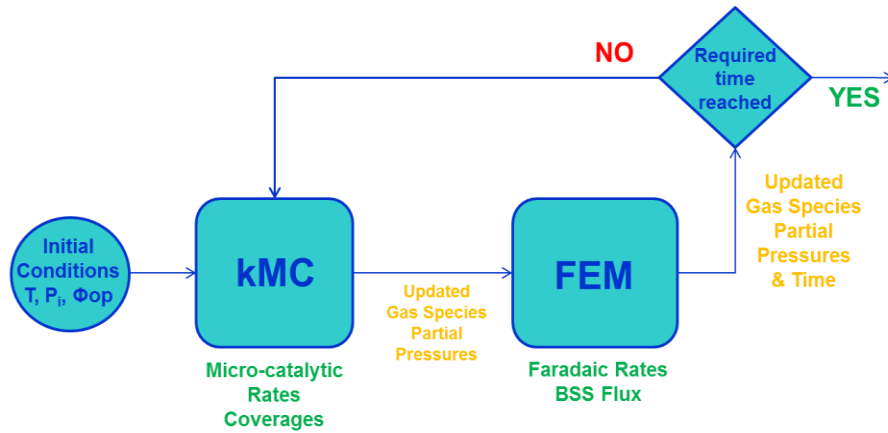 NO
Required
time
reached
YES
Initial
Conditions
T, Pᵢ, Φop
kMC
Updated
Gas Species
Partial
Pressures
FEM
Updated
Gas Species
Partial
Pressures
& Time
Micro-catalytic
Rates
Coverages
Faradaic Rates
BSS Flux